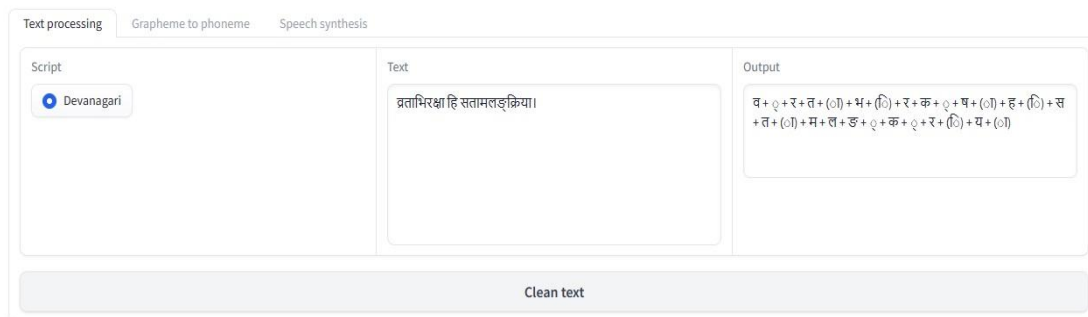 Text processing Grapheme to phoneme Speech synthesis
Script Text Output
Devanagari
व्रताभिरक्षा हि सतामलङ्क्रिया।
व + ् + र + त + (ा) + भ + (ि) + र + क + ् + ष + (ा) + ह + (ि) + स
+ त + (ा) + म + ल + ङ + ् + क + ् + र + (ि) + य + (ा)
Clean text